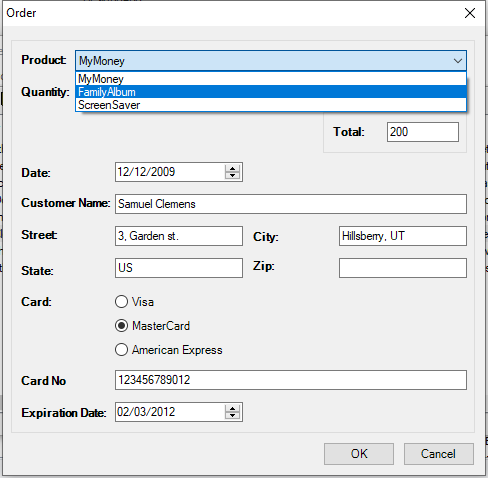 Order
Product: MyMoney
MyMoney
Quantity: FamilyAlbum
ScreenSaver
Total: 200
Date: 12/12/2009
Customer Name: Samuel Clemens
Street: 3, Garden st. City: Hillsberry, UT
State: US Zip:
Card: Visa
MasterCard
American Express
Card No 123456789012
Expiration Date: 02/03/2012
OK Cancel